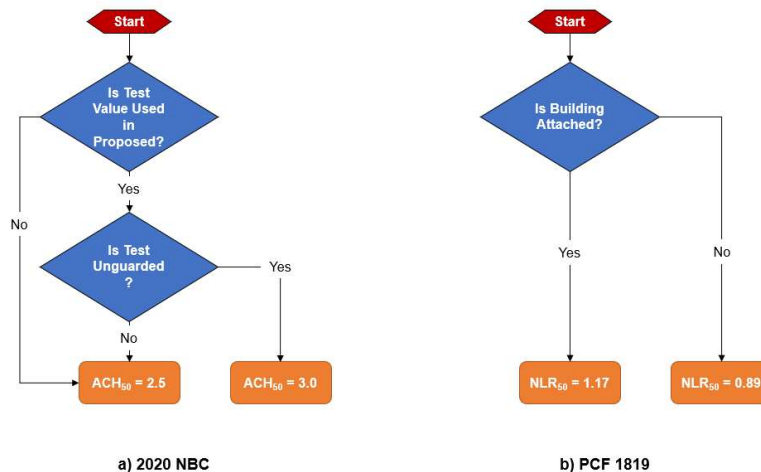 Start
Is Test
Value Used
in
Proposed?
Yes
No
Is Test
Unguarded
?
Yes
No
ACH₅₀ = 2.5
ACH₅₀ = 3.0
a) 2020 NBC
Start
Is Building
Attached?
Yes
No
NLR₅₀ = 1.17
NLR₅₀ = 0.89
b) PCF 1819